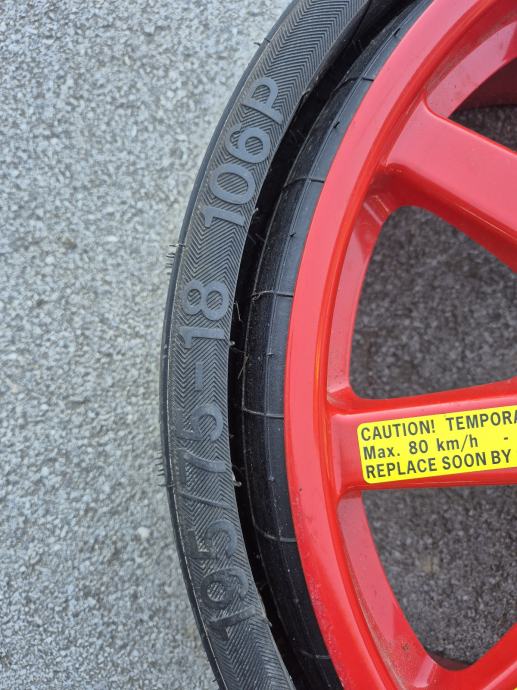 195/75-18 106P
CAUTION! TEMPORA
Max. 80 km/h -
REPLACE SOON BY